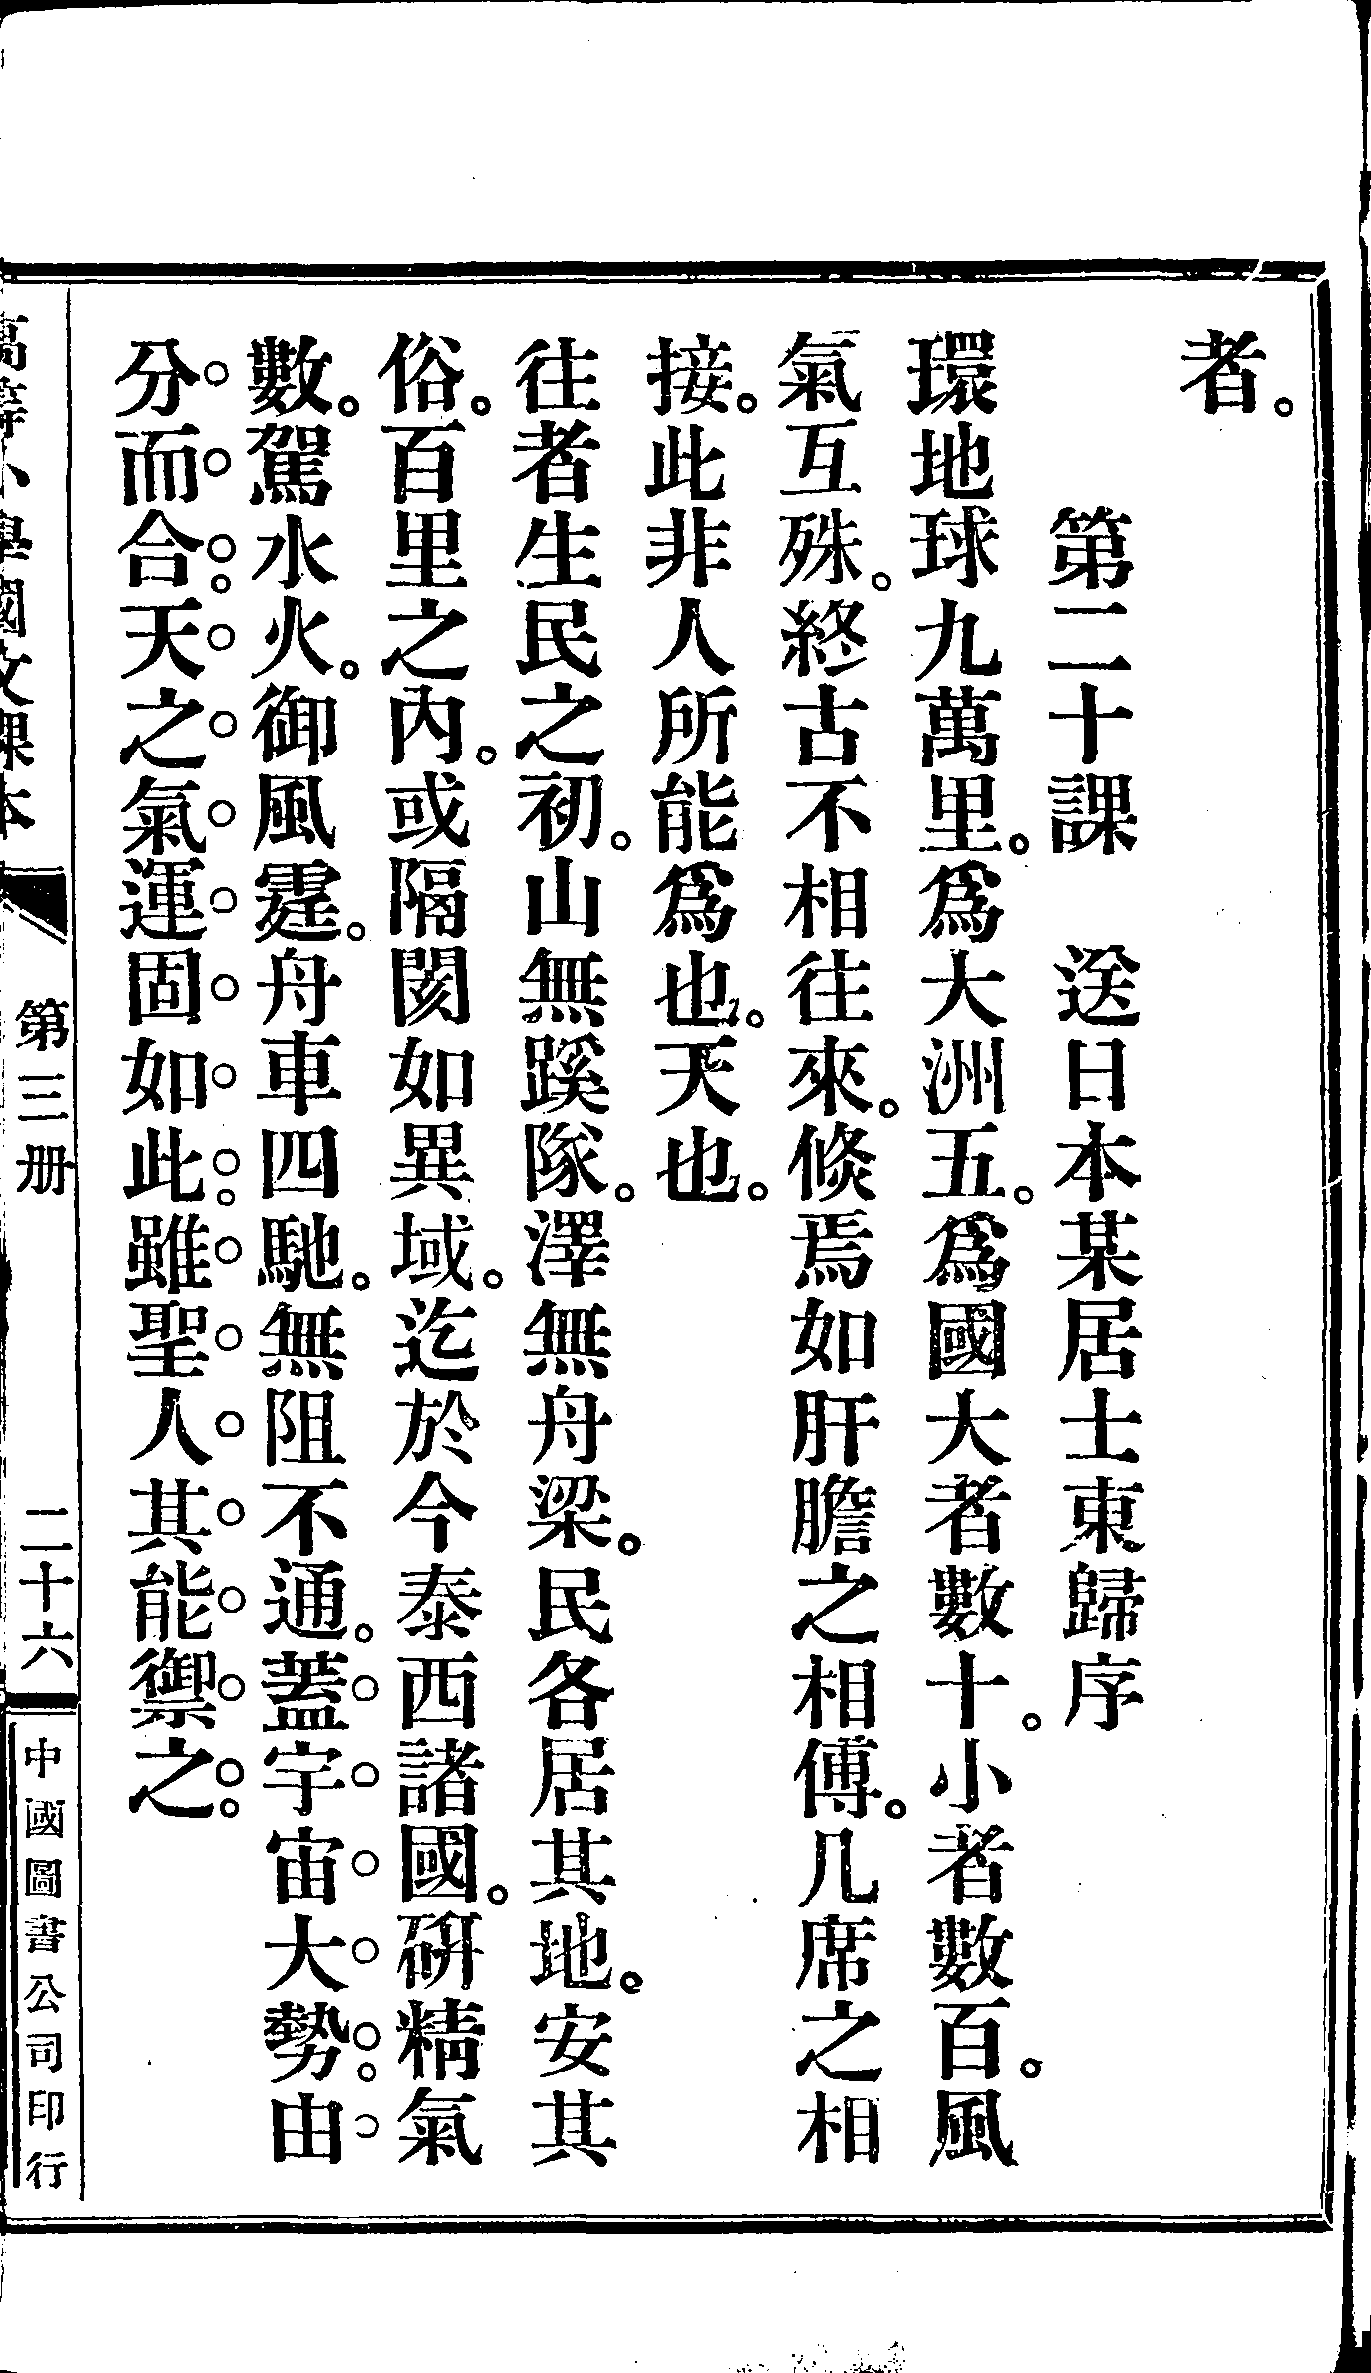 者。
第二十課　送日本某居士東歸序
環地球九萬里。爲大洲五。爲國大者數十。小者數百。風
氣互殊。終古不相往來。倏焉如肝膽之相傅。几席之相
接。此非人所能爲也。天也。
往者生民之初。山無蹊隊。澤無舟梁。民各居其地。安其
俗。百里之內。或隔閡如異域。迄於今泰西諸國。研精氣
數。駕水火。御風霆。舟車四馳。無阻不通。蓋宇宙大勢。由
分而合。天之氣運固如此。雖聖人其能禦之。
高等小學國文課本
第三册
二十六
中國圖書公司印行